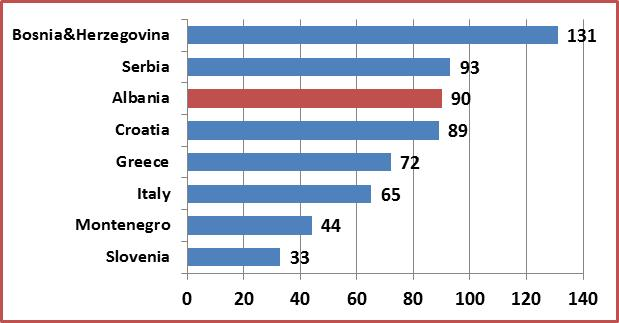 Bosnia&Herzegovina 131
Serbia 93
Albania 90
Croatia 89
Greece 72
Italy 65
Montenegro 44
Slovenia 33
0 20 40 60 80 100 120 140